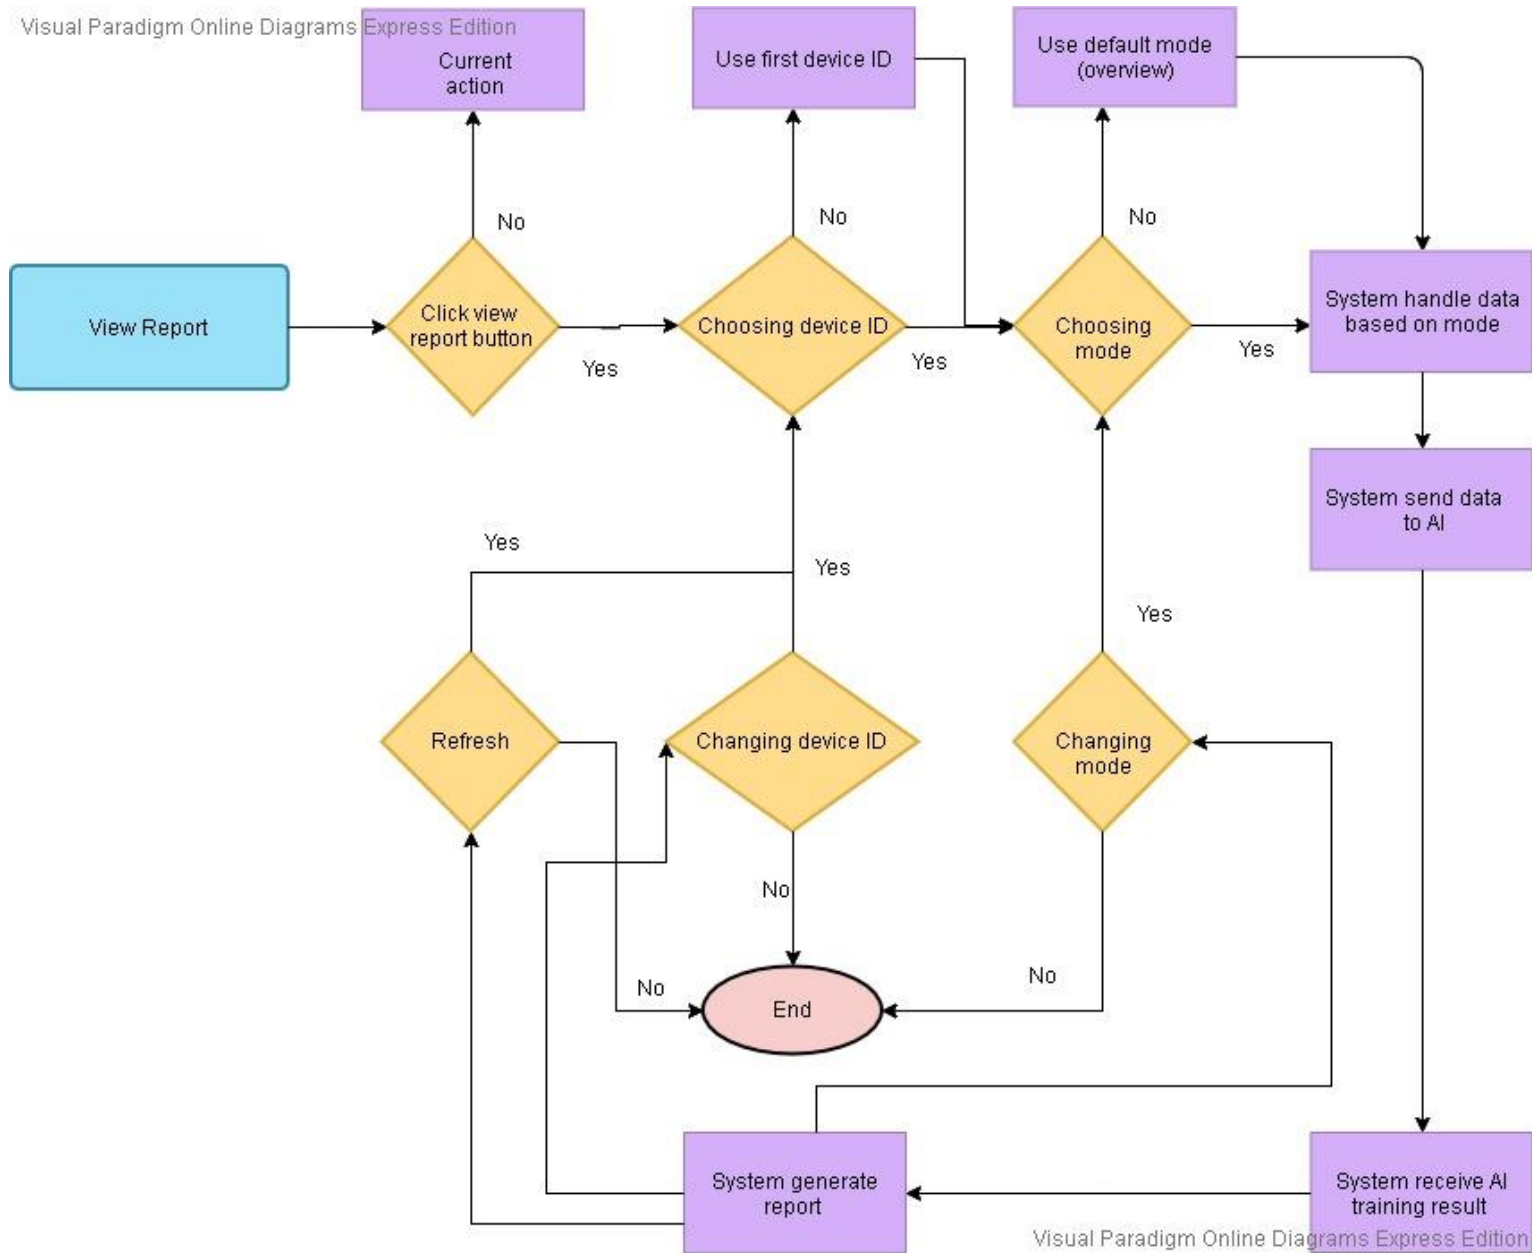 Visual Paradigm Online Diagrams Express Edition
Current
action
Use first device ID
Use default mode
(overview)
No
No
No
View Report
Click view
report button
Yes
Choosing device ID
Yes
Choosing
mode
Yes
System handle data
based on mode
System send data
to AI
Yes
Yes
Yes
Refresh
Changing device ID
Changing
mode
No
No
No
End
System generate
report
System receive AI
training result
Visual Paradigm Online Diagrams Express Edition